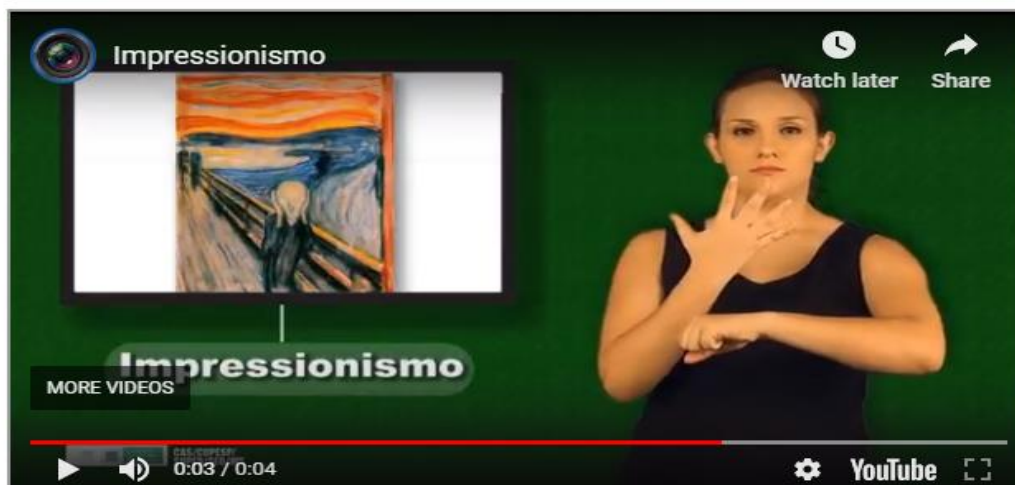 Impressionismo
Watch later
Share
Impressionismo
MORE VIDEOS
0:03 / 0:04
YouTube